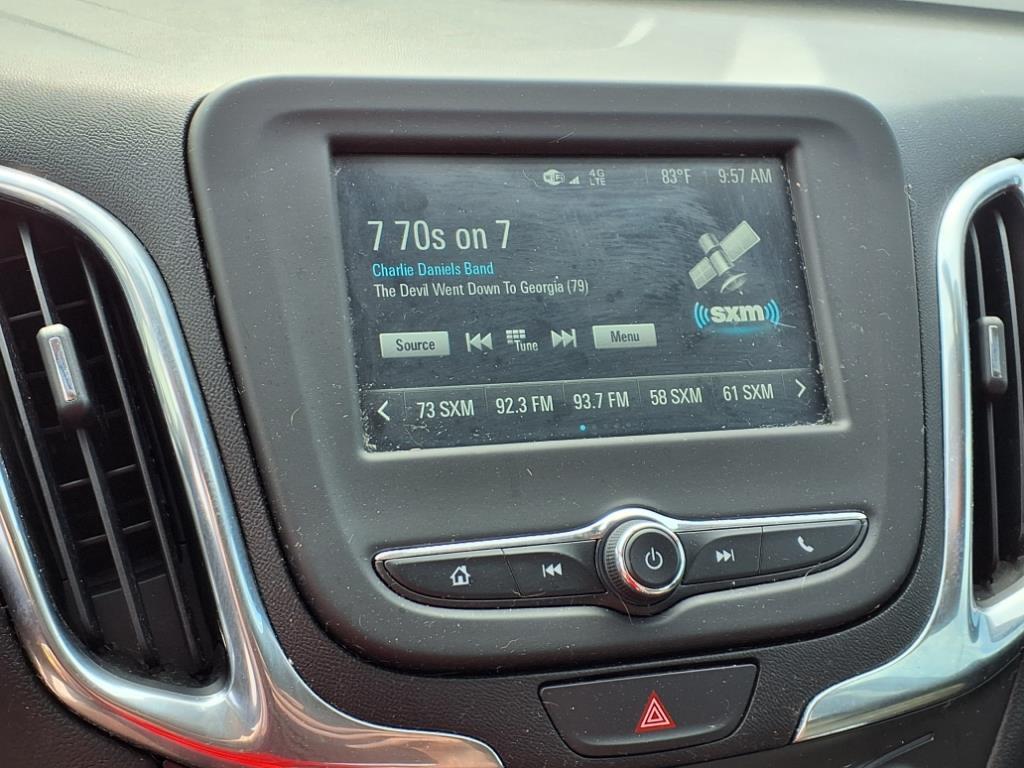 WiFi 4G LTE 83°F 9:57 AM
7 70s on 7
Charlie Daniels Band
The Devil Went Down To Georgia (79)
((sxm))
Source Tune Menu
< 73 SXM 92.3 FM 93.7 FM 58 SXM 61 SXM >